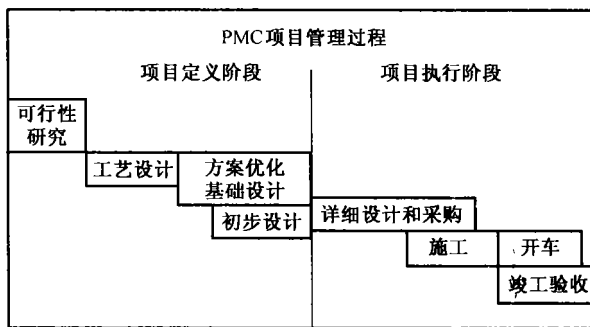 PMC项目管理过程
项目定义阶段
项目执行阶段
可行性
研究
工艺设计
方案优化
基础设计
初步设计
详细设计和采购
施工
开车
竣工验收